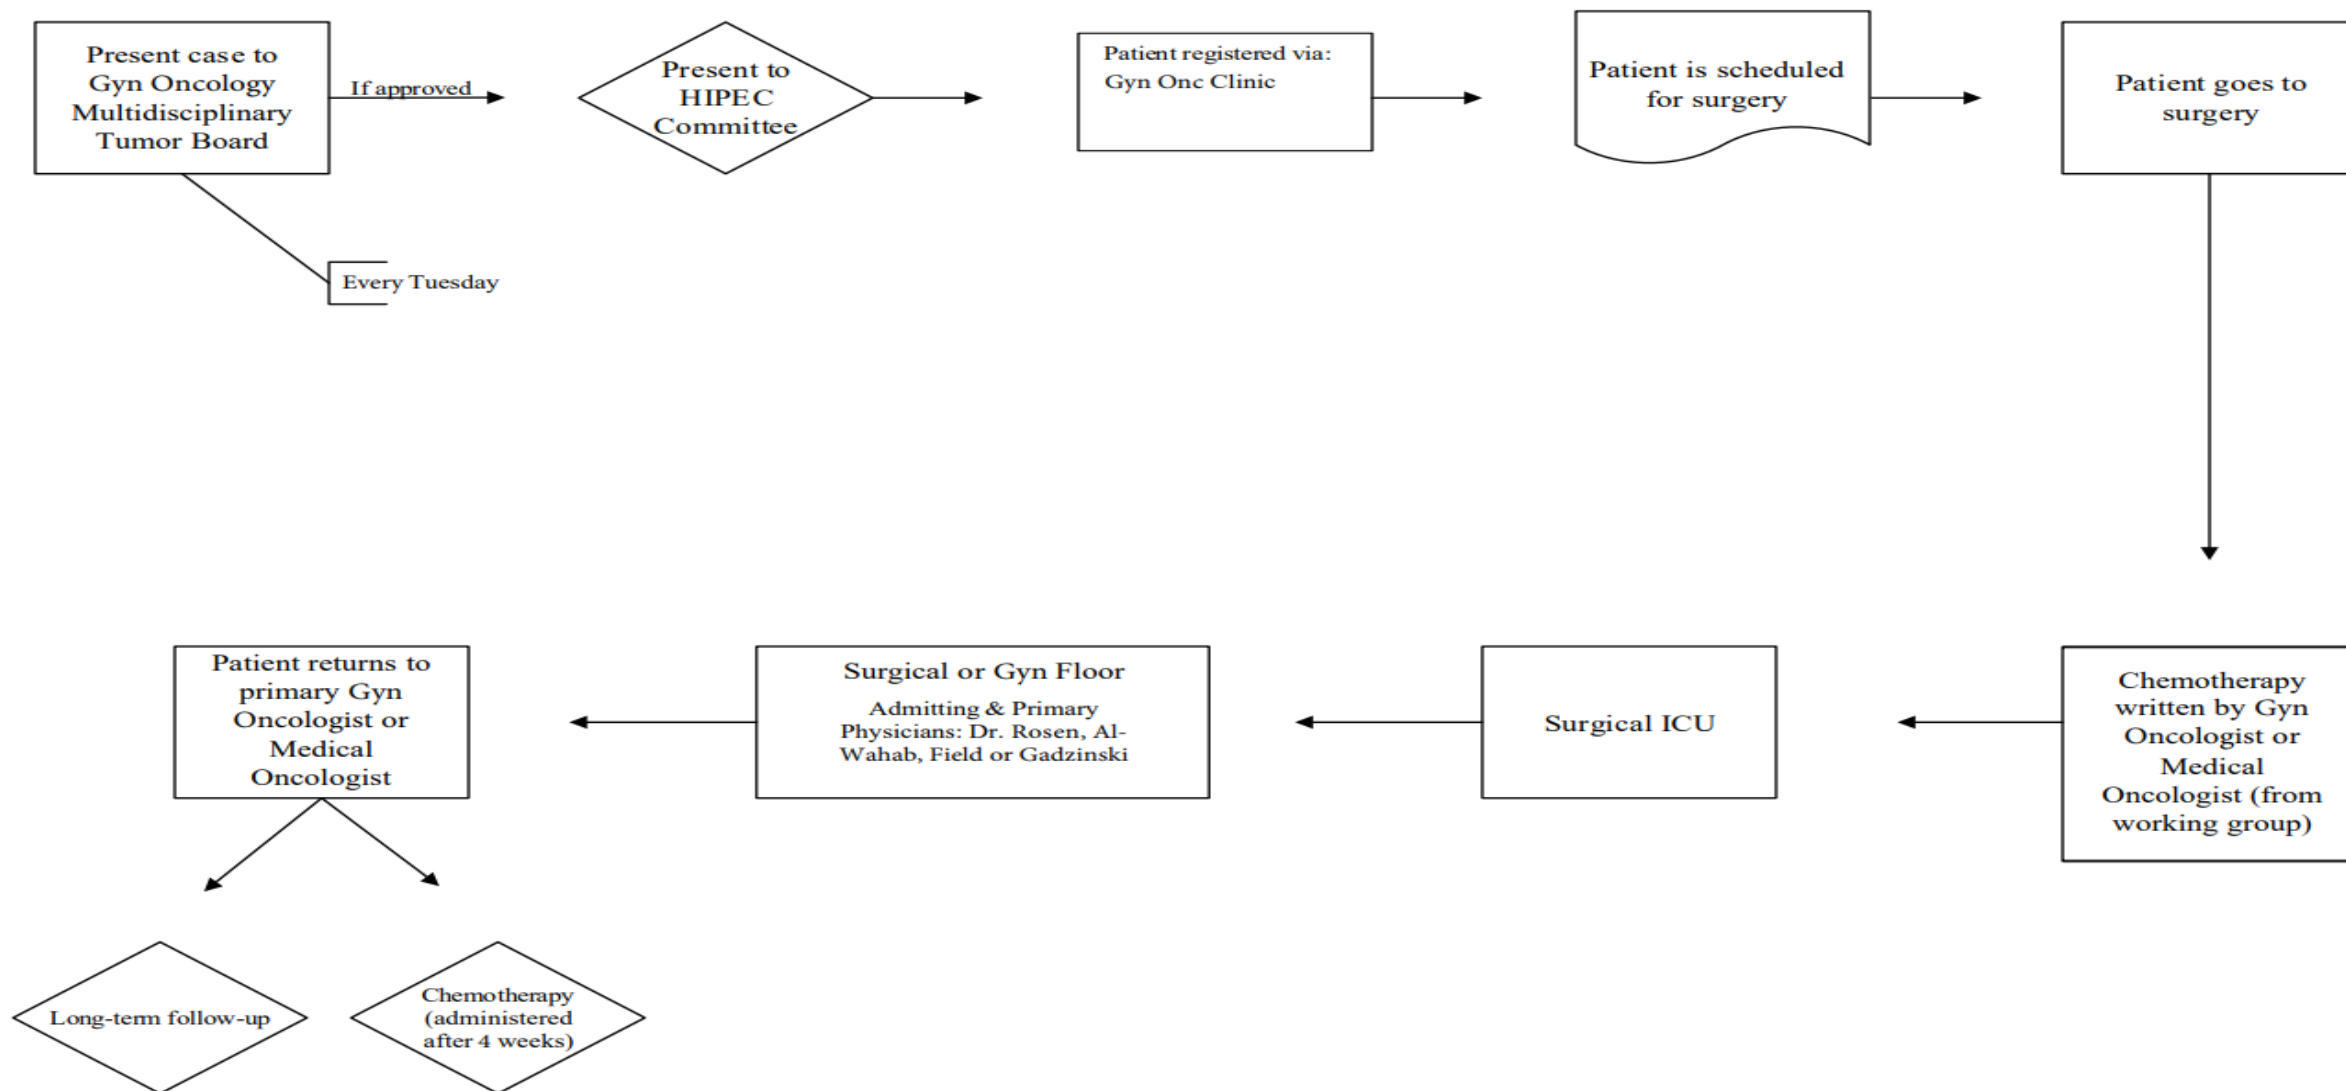 Present case to
Gyn Oncology
Multidisciplinary
Tumor Board
If approved
Every Tuesday
Present to
HIPEC
Committee
Patient registered via:
Gyn Onc Clinic
Patient is scheduled
for surgery
Patient goes to
surgery
Chemotherapy
written by Gyn
Oncologist or
Medical
Oncologist (from
working group)
Surgical ICU
Surgical or Gyn Floor
Admitting & Primary
Physicians: Dr. Rosen, Al-
Wahab, Field or Gadzinski
Patient returns to
primary Gyn
Oncologist or
Medical
Oncologist
Long-term follow-up
Chemotherapy
(administered
after 4 weeks)